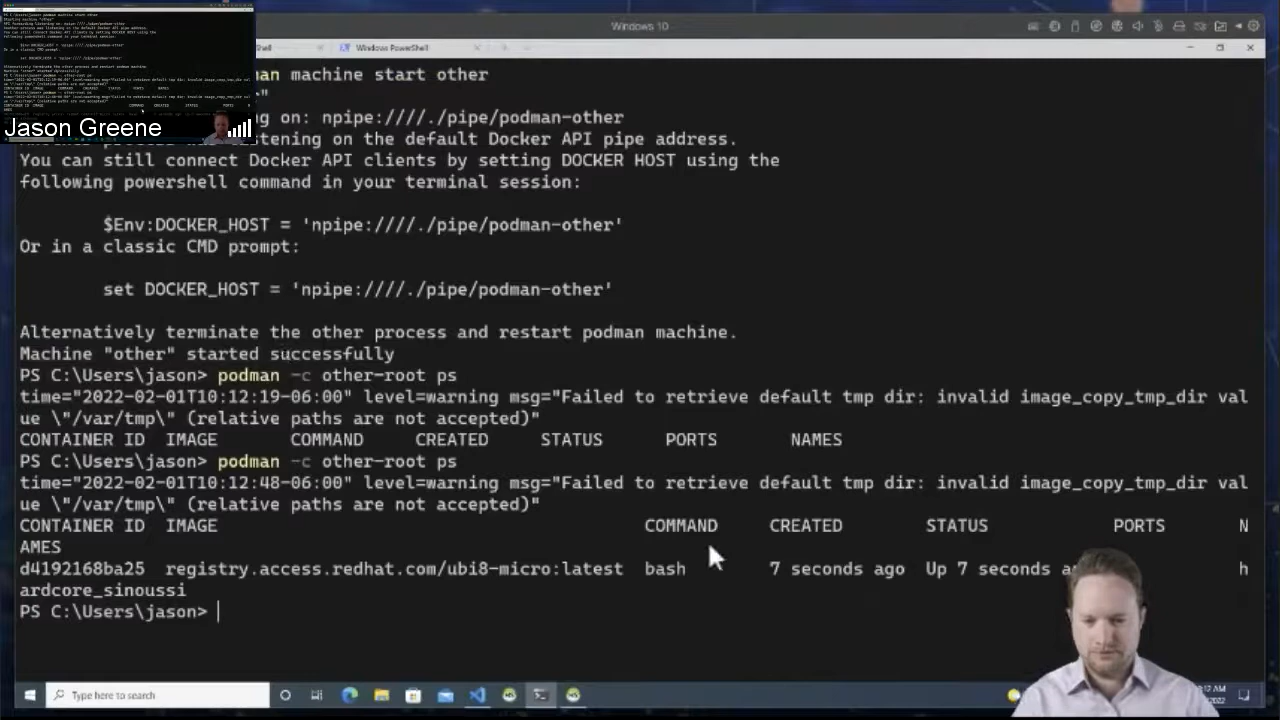 Windows 10
Shell
Windows PowerShell
Jason Greene
man machine start other
r"
g on: npipe:////./pipe/podman-other
stening on the default Docker API pipe address.
You can still connect Docker API clients by setting DOCKER HOST using the
following powershell command in your terminal session:
$Env:DOCKER_HOST = 'npipe:////./pipe/podman-other'
Or in a classic CMD prompt:
set DOCKER_HOST = 'npipe:////./pipe/podman-other'
Alternatively terminate the other process and restart podman machine.
Machine "other" started successfully
PS C:\Users\jason> podman -c other-root ps
time="2022-02-01T10:12:19-06:00" level=warning msg="Failed to retrieve default tmp dir: invalid image_copy_tmp_dir val
ue \"/var/tmp\" (relative paths are not accepted)"
CONTAINER ID IMAGE COMMAND CREATED STATUS PORTS NAMES
PS C:\Users\jason> podman -c other-root ps
time="2022-02-01T10:12:48-06:00" level=warning msg="Failed to retrieve default tmp dir: invalid image_copy_tmp_dir val
ue \"/var/tmp\" (relative paths are not accepted)"
CONTAINER ID IMAGE COMMAND CREATED STATUS PORTS N
AMES
d4192168ba25 registry.access.redhat.com/ubi8-micro:latest bash 7 seconds ago Up 7 seconds a h
ardcore_sinoussi
PS C:\Users\jason>
Type here to search